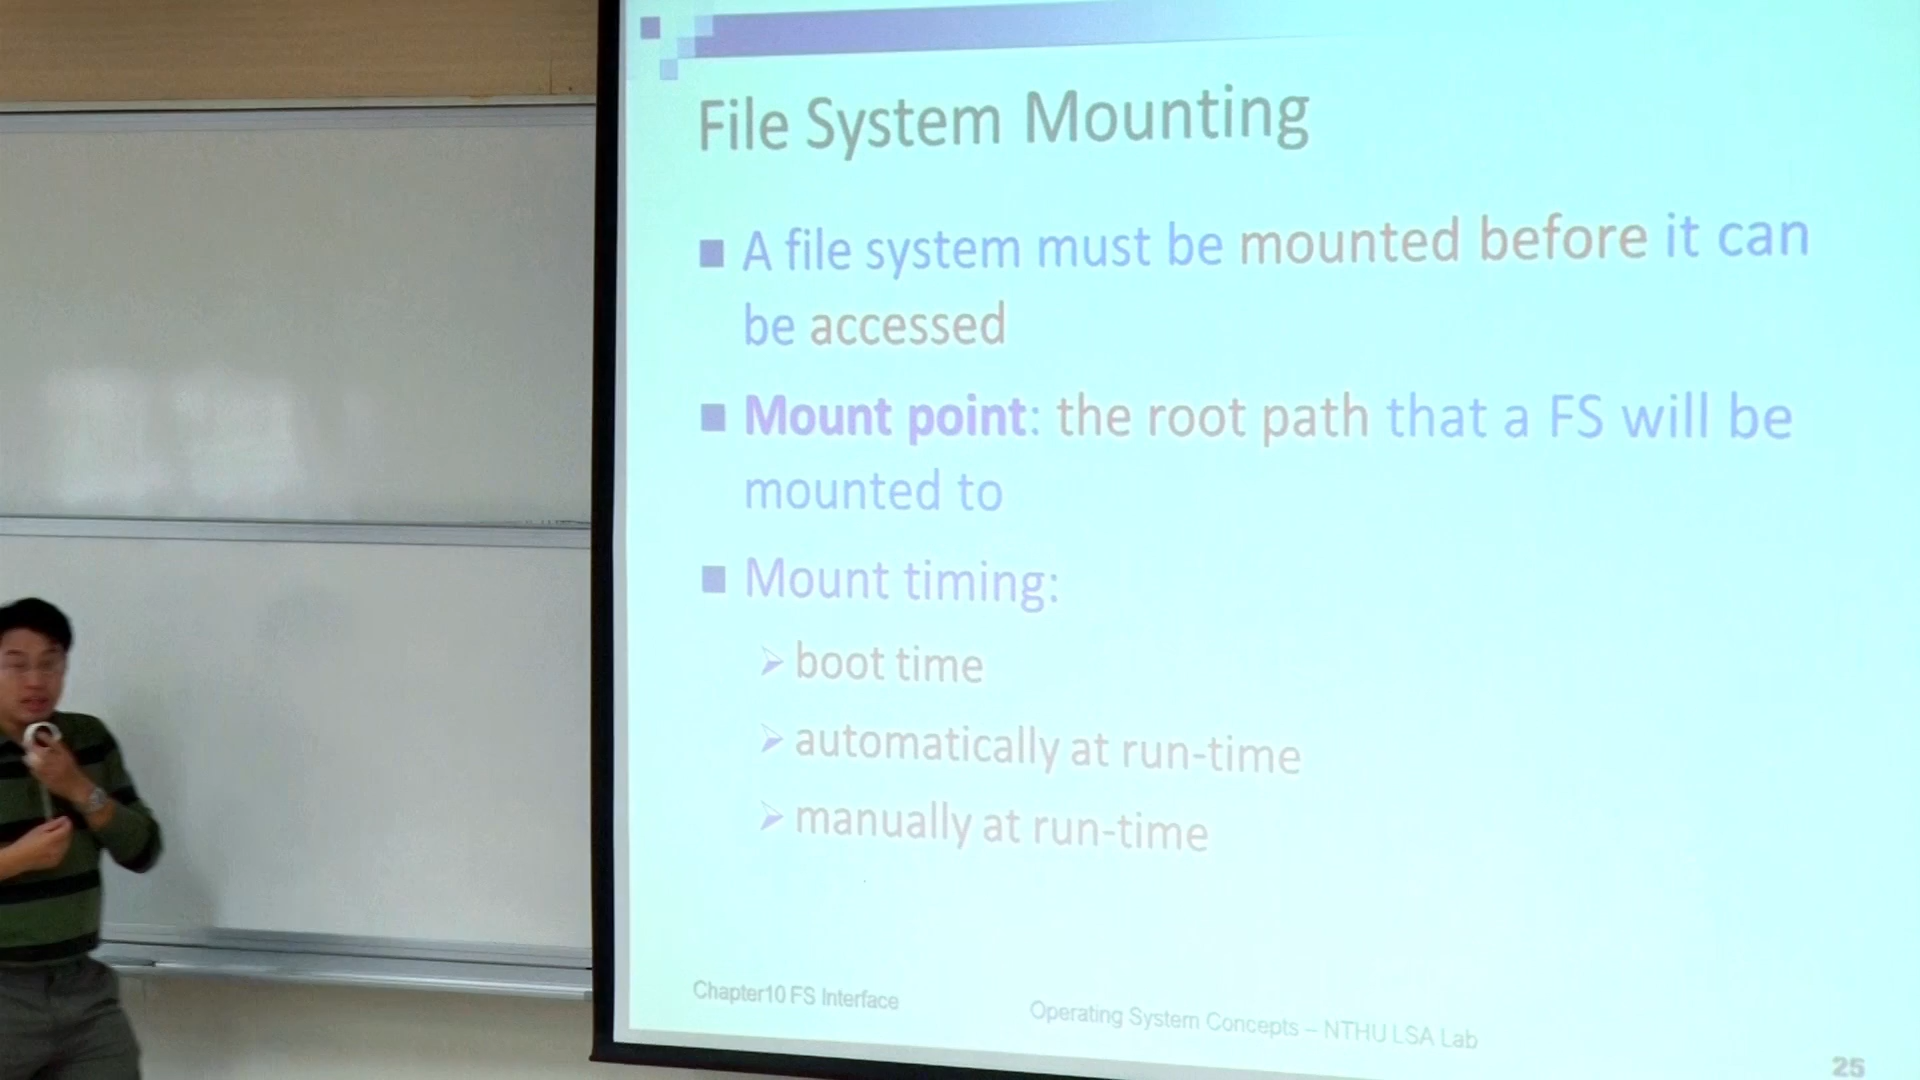 File System Mounting
■ A file system must be mounted before it can
be accessed
■ Mount point: the root path that a FS will be
mounted to
■ Mount timing:
➢ boot time
➢ automatically at run-time
➢ manually at run-time
Chapter10 FS Interface
Operating System Concepts – NTHU LSA Lab
25